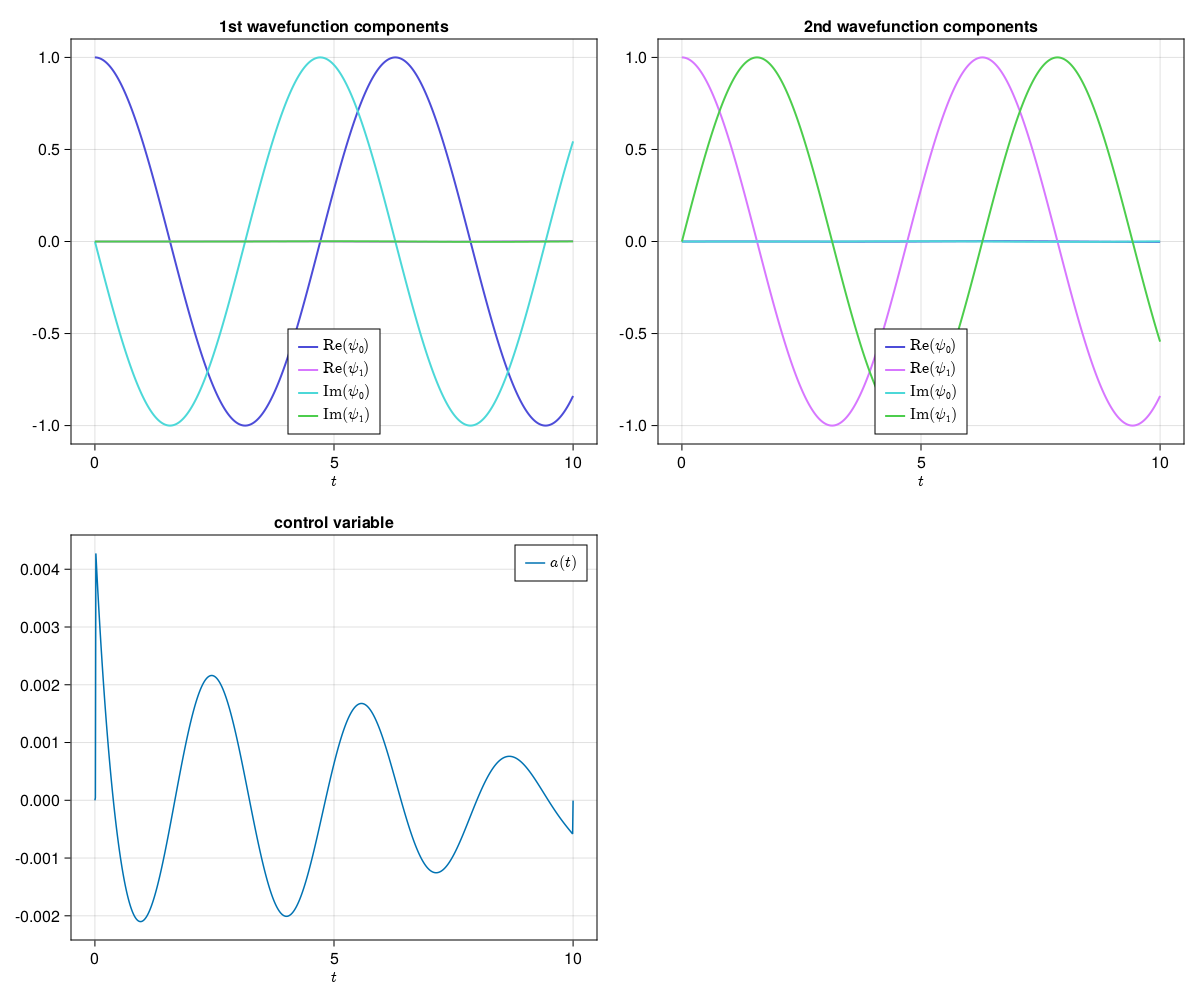 1st wavefunction components
1.0
0.5
0.0
-0.5
-1.0
Re(ψ₀)
Re(ψ₁)
Im(ψ₀)
Im(ψ₁)
0 5 10
t
2nd wavefunction components
1.0
0.5
0.0
-0.5
-1.0
Re(ψ₀)
Re(ψ₁)
Im(ψ₀)
Im(ψ₁)
0 5 10
t
control variable
a(t)
0.004
0.003
0.002
0.001
0.000
-0.001
-0.002
0 5 10
t